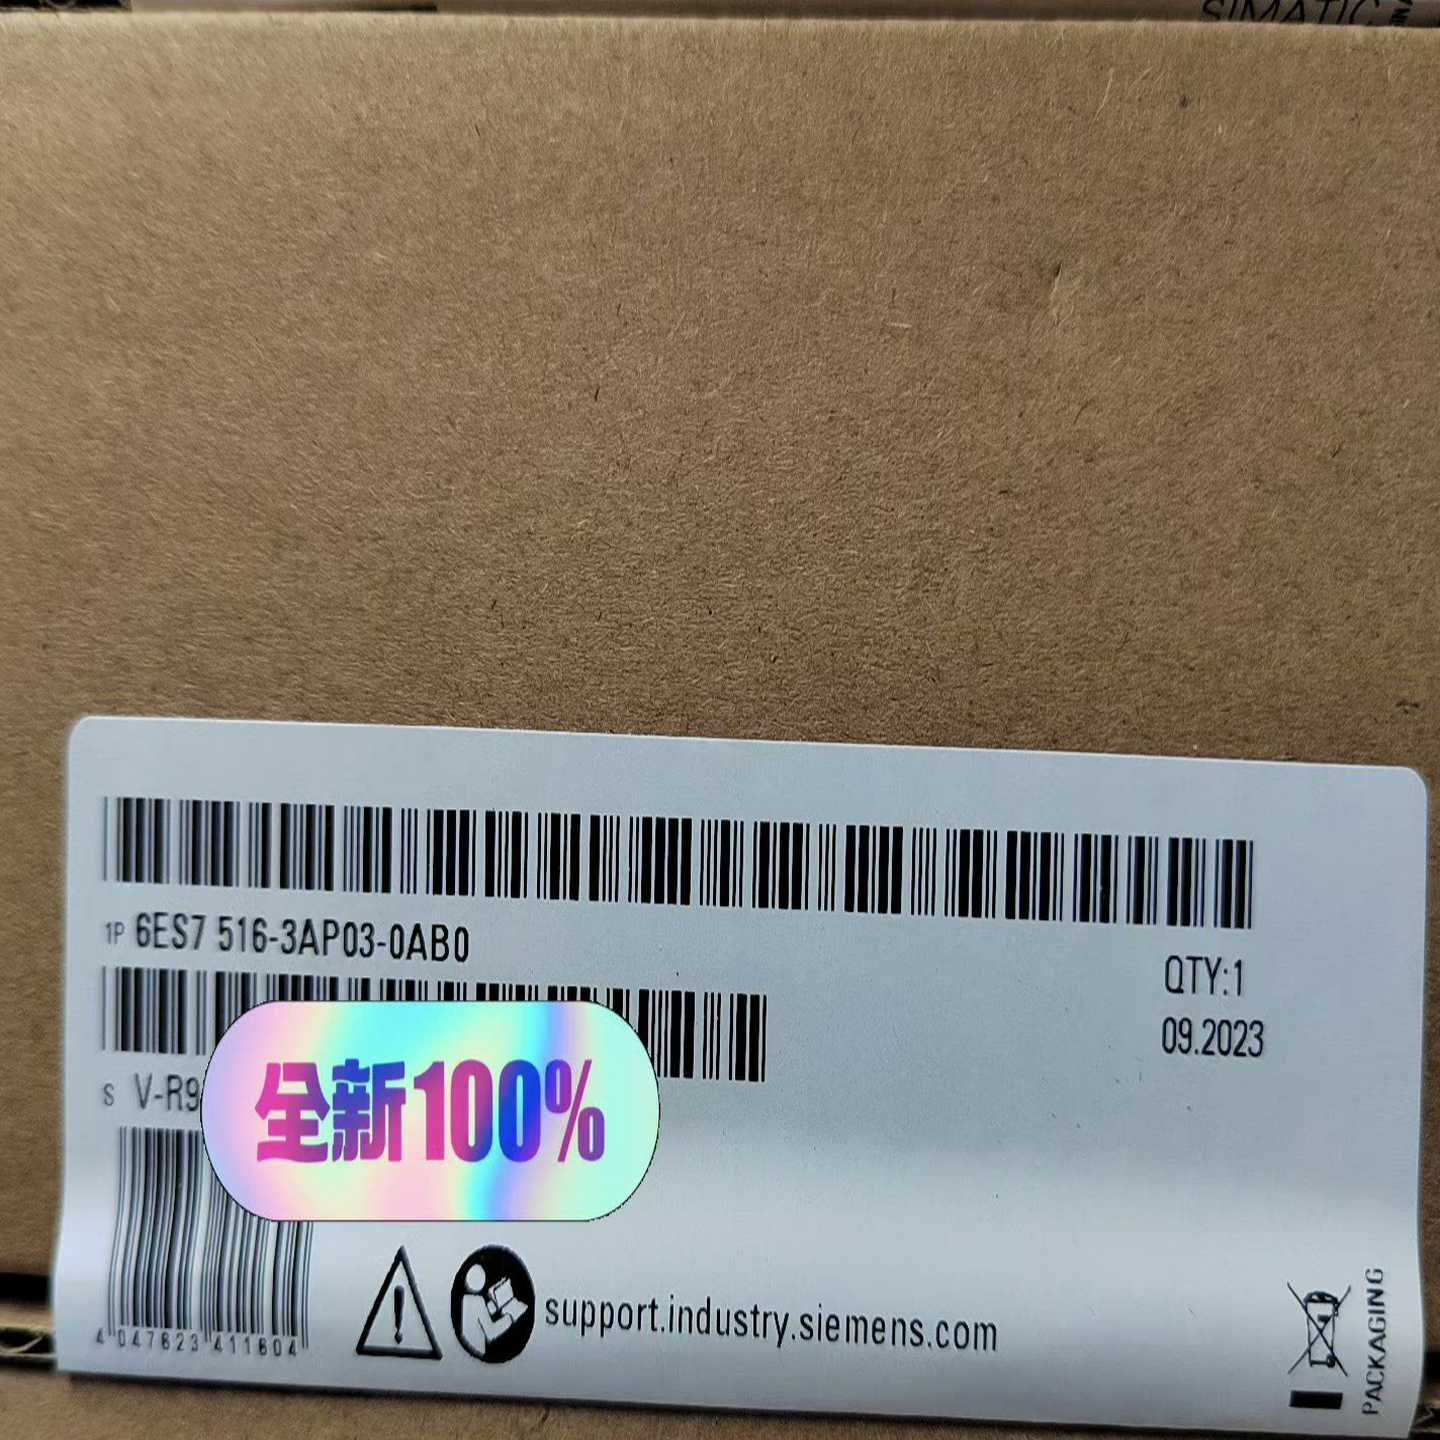 SIMATIC
1P 6ES7 516-3AP03-0AB0
QTY:1
09.2023
S V-R9
全新100%
4 047623 411604
support.industry.siemens.com
PACKAGING